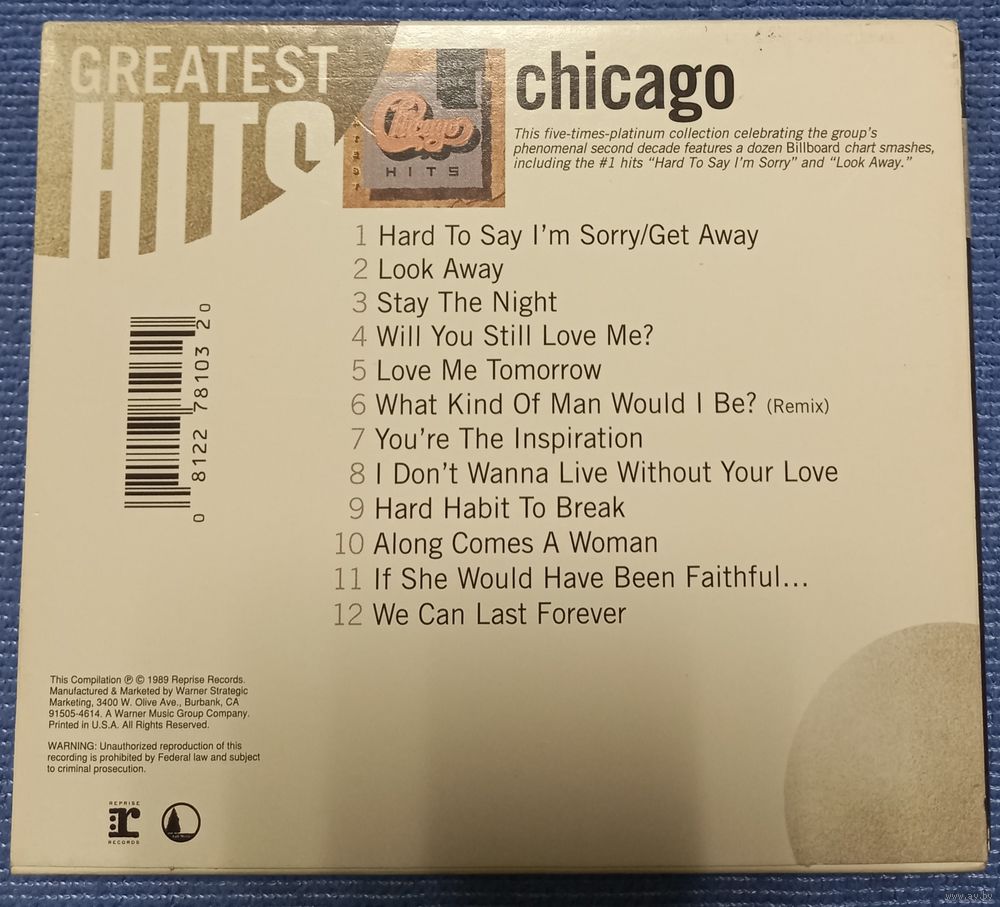 GREATEST
HITS
Chicago
HITS
chicago
This five-times-platinum collection celebrating the group's
phenomenal second decade features a dozen Billboard chart smashes,
including the #1 hits “Hard To Say I'm Sorry” and “Look Away.”
1 Hard To Say I'm Sorry/Get Away
2 Look Away
3 Stay The Night
4 Will You Still Love Me?
5 Love Me Tomorrow
6 What Kind Of Man Would I Be? (Remix)
7 You're The Inspiration
8 I Don't Wanna Live Without Your Love
9 Hard Habit To Break
10 Along Comes A Woman
11 If She Would Have Been Faithful...
12 We Can Last Forever
0 8122 78103 2 0
This Compilation ℗ © 1989 Reprise Records.
Manufactured & Marketed by Warner Strategic
Marketing, 3400 W. Olive Ave., Burbank, CA
91505-4614. A Warner Music Group Company.
Printed in U.S.A. All Rights Reserved.
WARNING: Unauthorized reproduction of this
recording is prohibited by Federal law and subject
to criminal prosecution.
REPRISE
r
RECORDS
www.ay.by